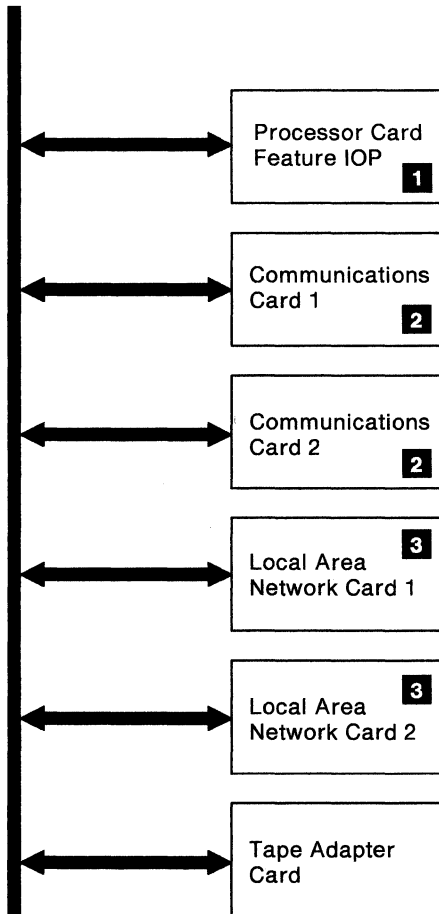 Processor Card
Feature IOP
1
Communications
Card 1
2
Communications
Card 2
2
3
Local Area
Network Card 1
3
Local Area
Network Card 2
Tape Adapter
Card